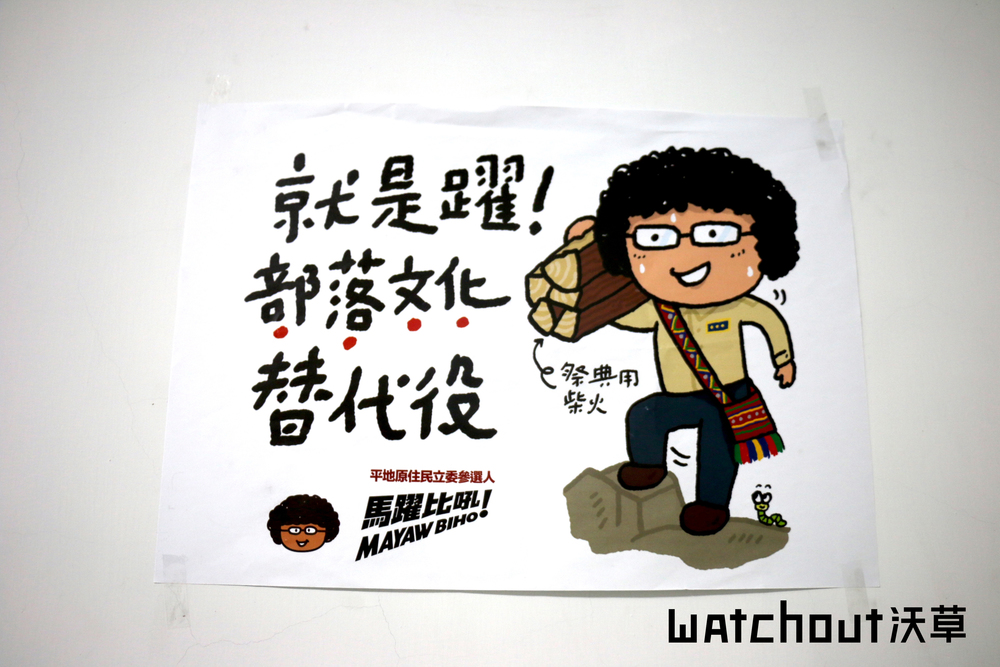 就是躍!
部落文化
替代役
祭典用
柴火
平地原住民立委參選人
馬躍比吼!
MAYAW BIHO!
watchout沃草